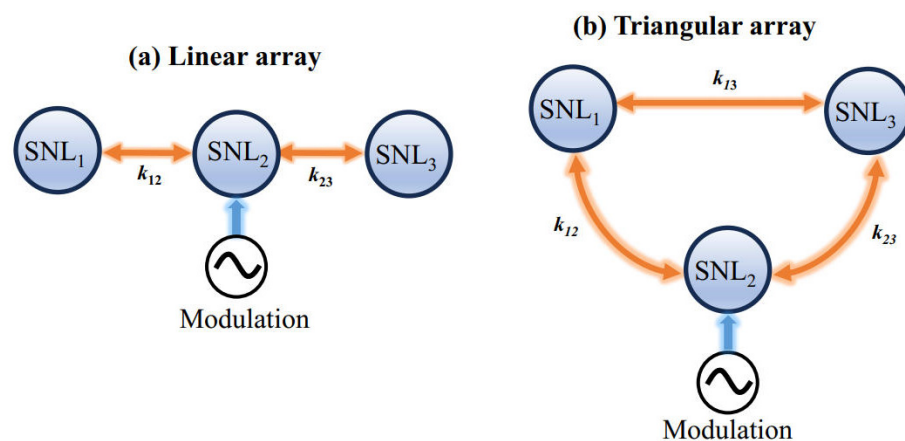 (a) Linear array
SNL₁
k₁₂
SNL₂
k₂₃
SNL₃
Modulation
(b) Triangular array
SNL₁
k₁₃
SNL₃
k₁₂
k₂₃
SNL₂
Modulation